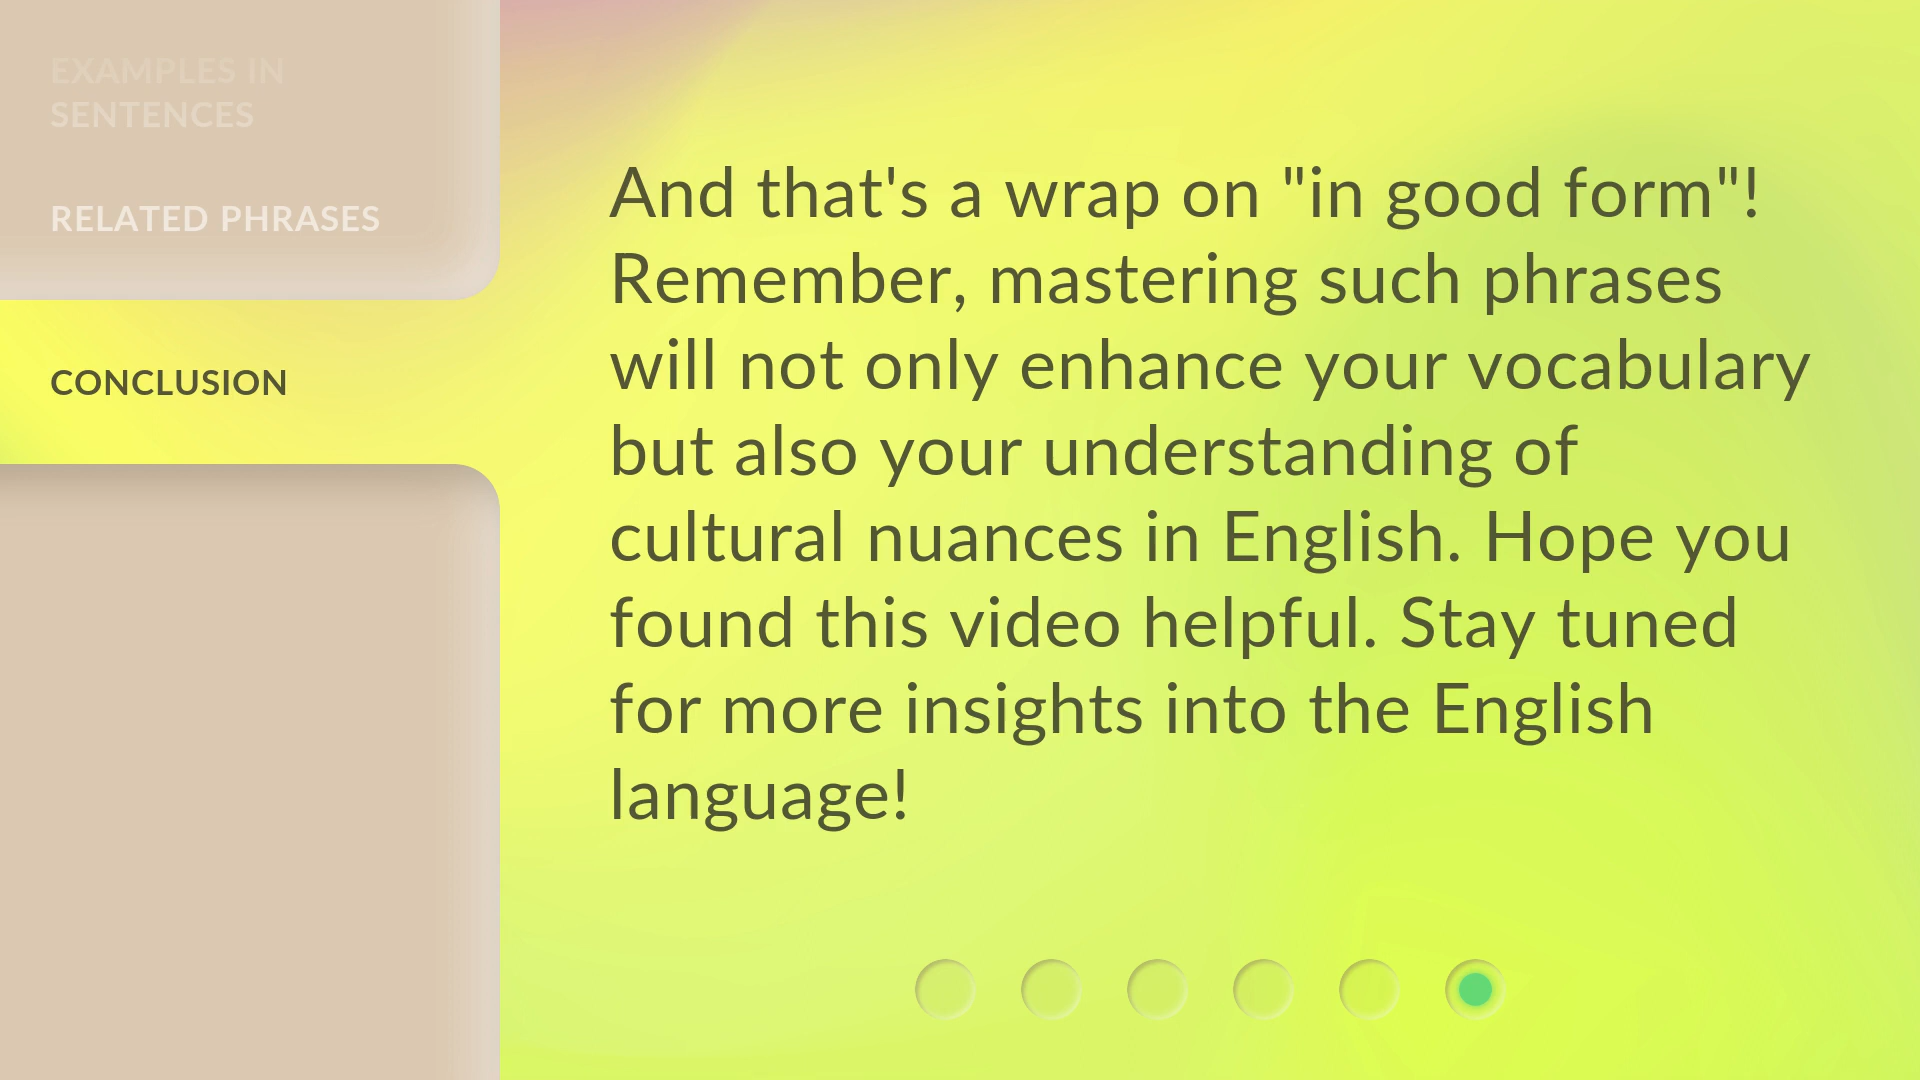 EXAMPLES IN
SENTENCES
RELATED PHRASES
CONCLUSION
And that's a wrap on "in good form"!
Remember, mastering such phrases
will not only enhance your vocabulary
but also your understanding of
cultural nuances in English. Hope you
found this video helpful. Stay tuned
for more insights into the English
language!